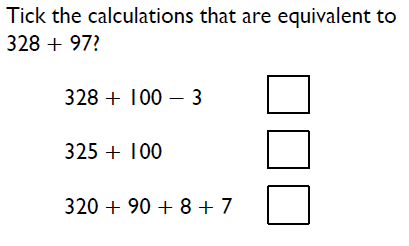 Tick the calculations that are equivalent to
328 + 97?
328 + 100 – 3
325 + 100
320 + 90 + 8 + 7